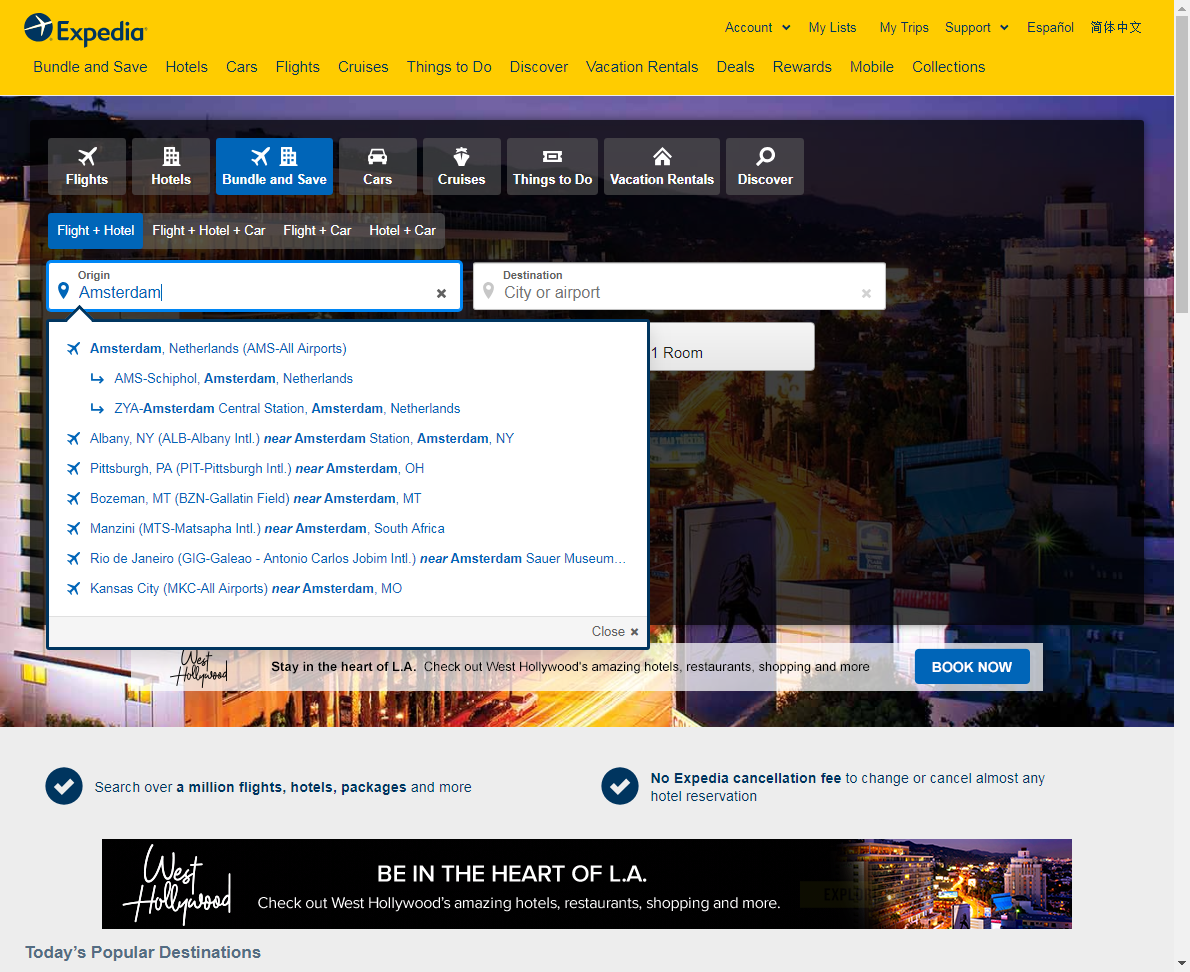 Expedia
Account My Lists My Trips Support Español 简体中文
Bundle and Save Hotels Cars Flights Cruises Things to Do Discover Vacation Rentals Deals Rewards Mobile Collections
Flights Hotels Bundle and Save Cars Cruises Things to Do Vacation Rentals Discover
Flight + Hotel Flight + Hotel + Car Flight + Car Hotel + Car
Origin
Amsterdam
Destination
City or airport
1 Room
Amsterdam, Netherlands (AMS-All Airports)
AMS-Schiphol, Amsterdam, Netherlands
ZYA-Amsterdam Central Station, Amsterdam, Netherlands
Albany, NY (ALB-Albany Intl.) near Amsterdam Station, Amsterdam, NY
Pittsburgh, PA (PIT-Pittsburgh Intl.) near Amsterdam, OH
Bozeman, MT (BZN-Gallatin Field) near Amsterdam, MT
Manzini (MTS-Matsapha Intl.) near Amsterdam, South Africa
Rio de Janeiro (GIG-Galeao - Antonio Carlos Jobim Intl.) near Amsterdam Sauer Museum...
Kansas City (MKC-All Airports) near Amsterdam, MO
Close
West Hollywood
Stay in the heart of L.A. Check out West Hollywood's amazing hotels, restaurants, shopping and more
BOOK NOW
Search over a million flights, hotels, packages and more
No Expedia cancellation fee to change or cancel almost any
hotel reservation
West
Hollywood
BE IN THE HEART OF L.A.
Check out West Hollywood's amazing hotels, restaurants, shopping and more.
Today's Popular Destinations